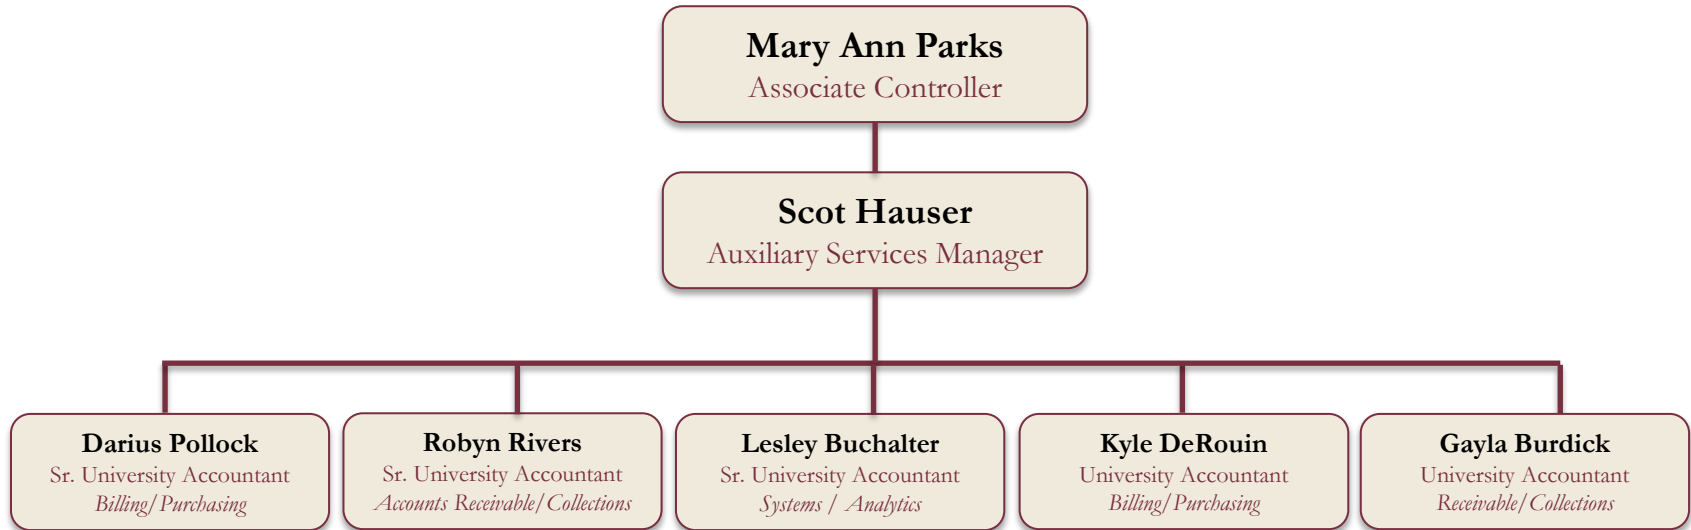 Mary Ann Parks
Associate Controller
Scot Hauser
Auxiliary Services Manager
Darius Pollock
Sr. University Accountant
Billing/Purchasing
Robyn Rivers
Sr. University Accountant
Accounts Receivable/Collections
Lesley Buchalter
Sr. University Accountant
Systems / Analytics
Kyle DeRouin
University Accountant
Billing/Purchasing
Gayla Burdick
University Accountant
Receivable/Collections